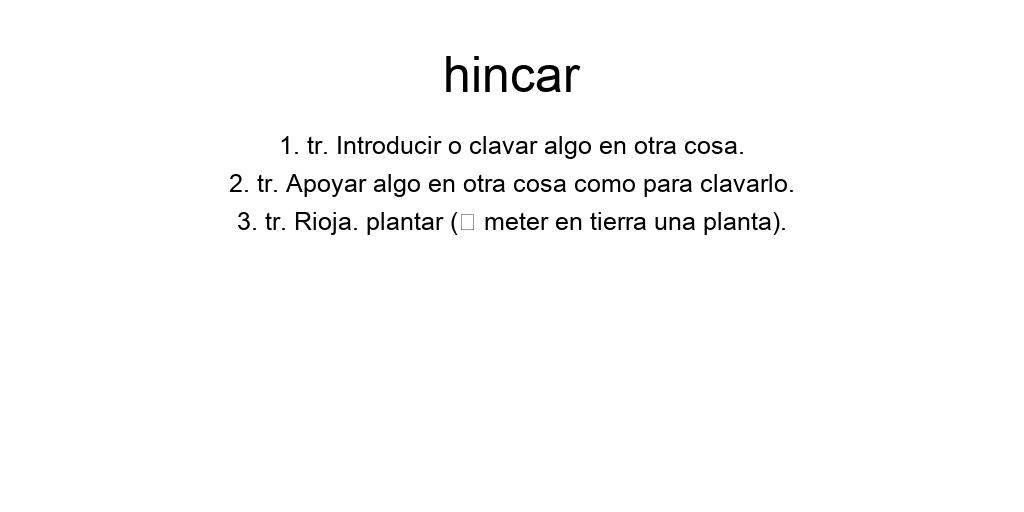 hincar
1. tr. Introducir o clavar algo en otra cosa.
2. tr. Apoyar algo en otra cosa como para clavarlo.
3. tr. Rioja. plantar (□ meter en tierra una planta).